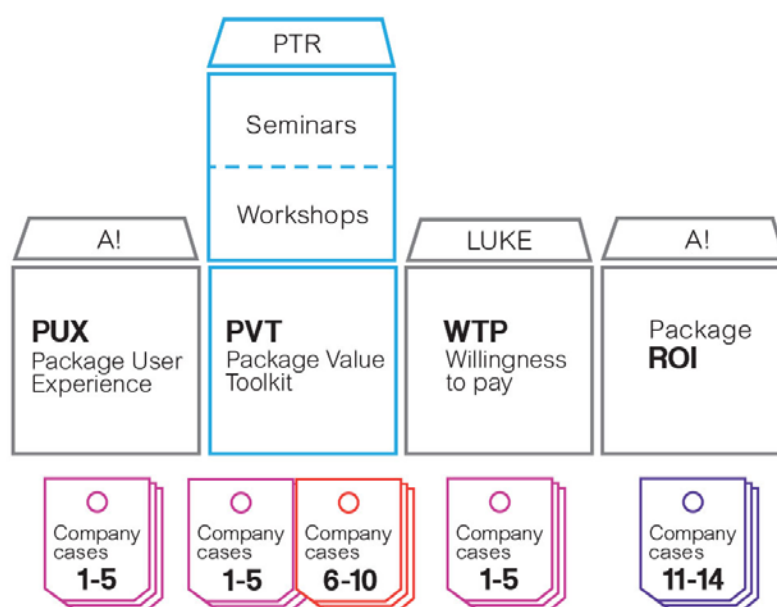 PTR
Seminars
Workshops
A!
LUKE
A!
PUX
Package User
Experience
PVT
Package Value
Toolkit
WTP
Willingness
to pay
Package
ROI
Company
cases
1-5
Company
cases
1-5
Company
cases
6-10
Company
cases
1-5
Company
cases
11-14